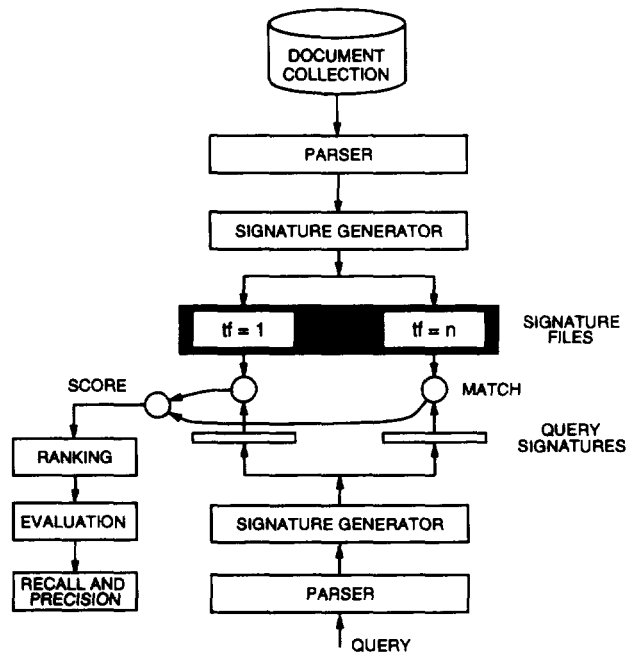 DOCUMENT
COLLECTION
PARSER
SIGNATURE GENERATOR
tf = 1
tf = n
SIGNATURE
FILES
SCORE
MATCH
QUERY
SIGNATURES
RANKING
EVALUATION
SIGNATURE GENERATOR
RECALL AND
PRECISION
PARSER
QUERY